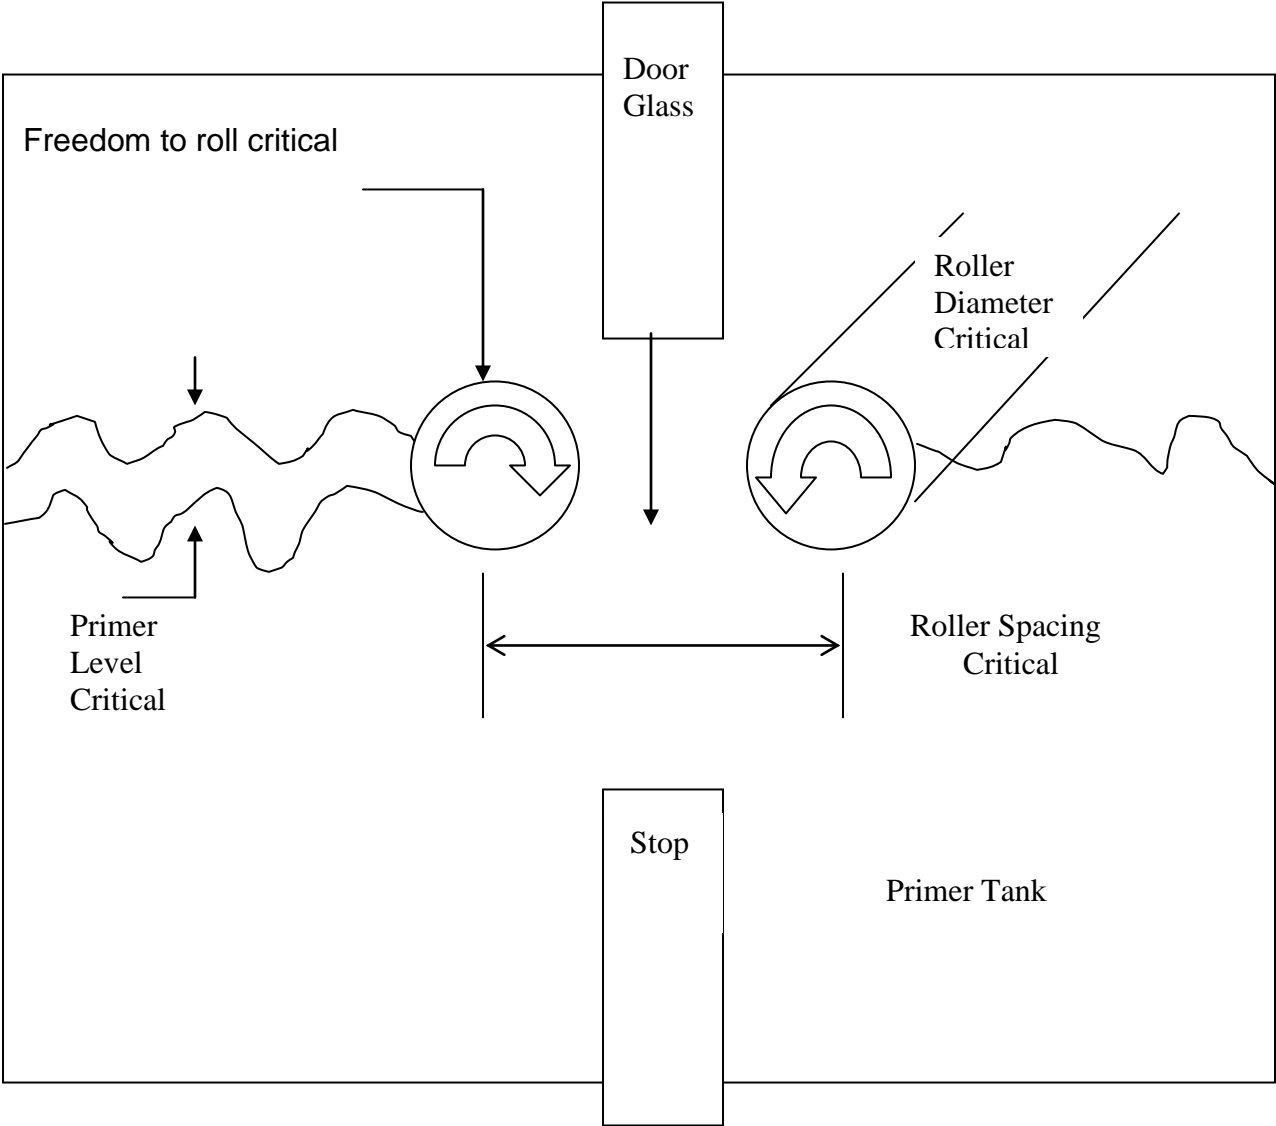 Door
Glass
Freedom to roll critical
Roller
Diameter
Critical
Primer
Level
Critical
Roller Spacing
Critical
Stop
Primer Tank